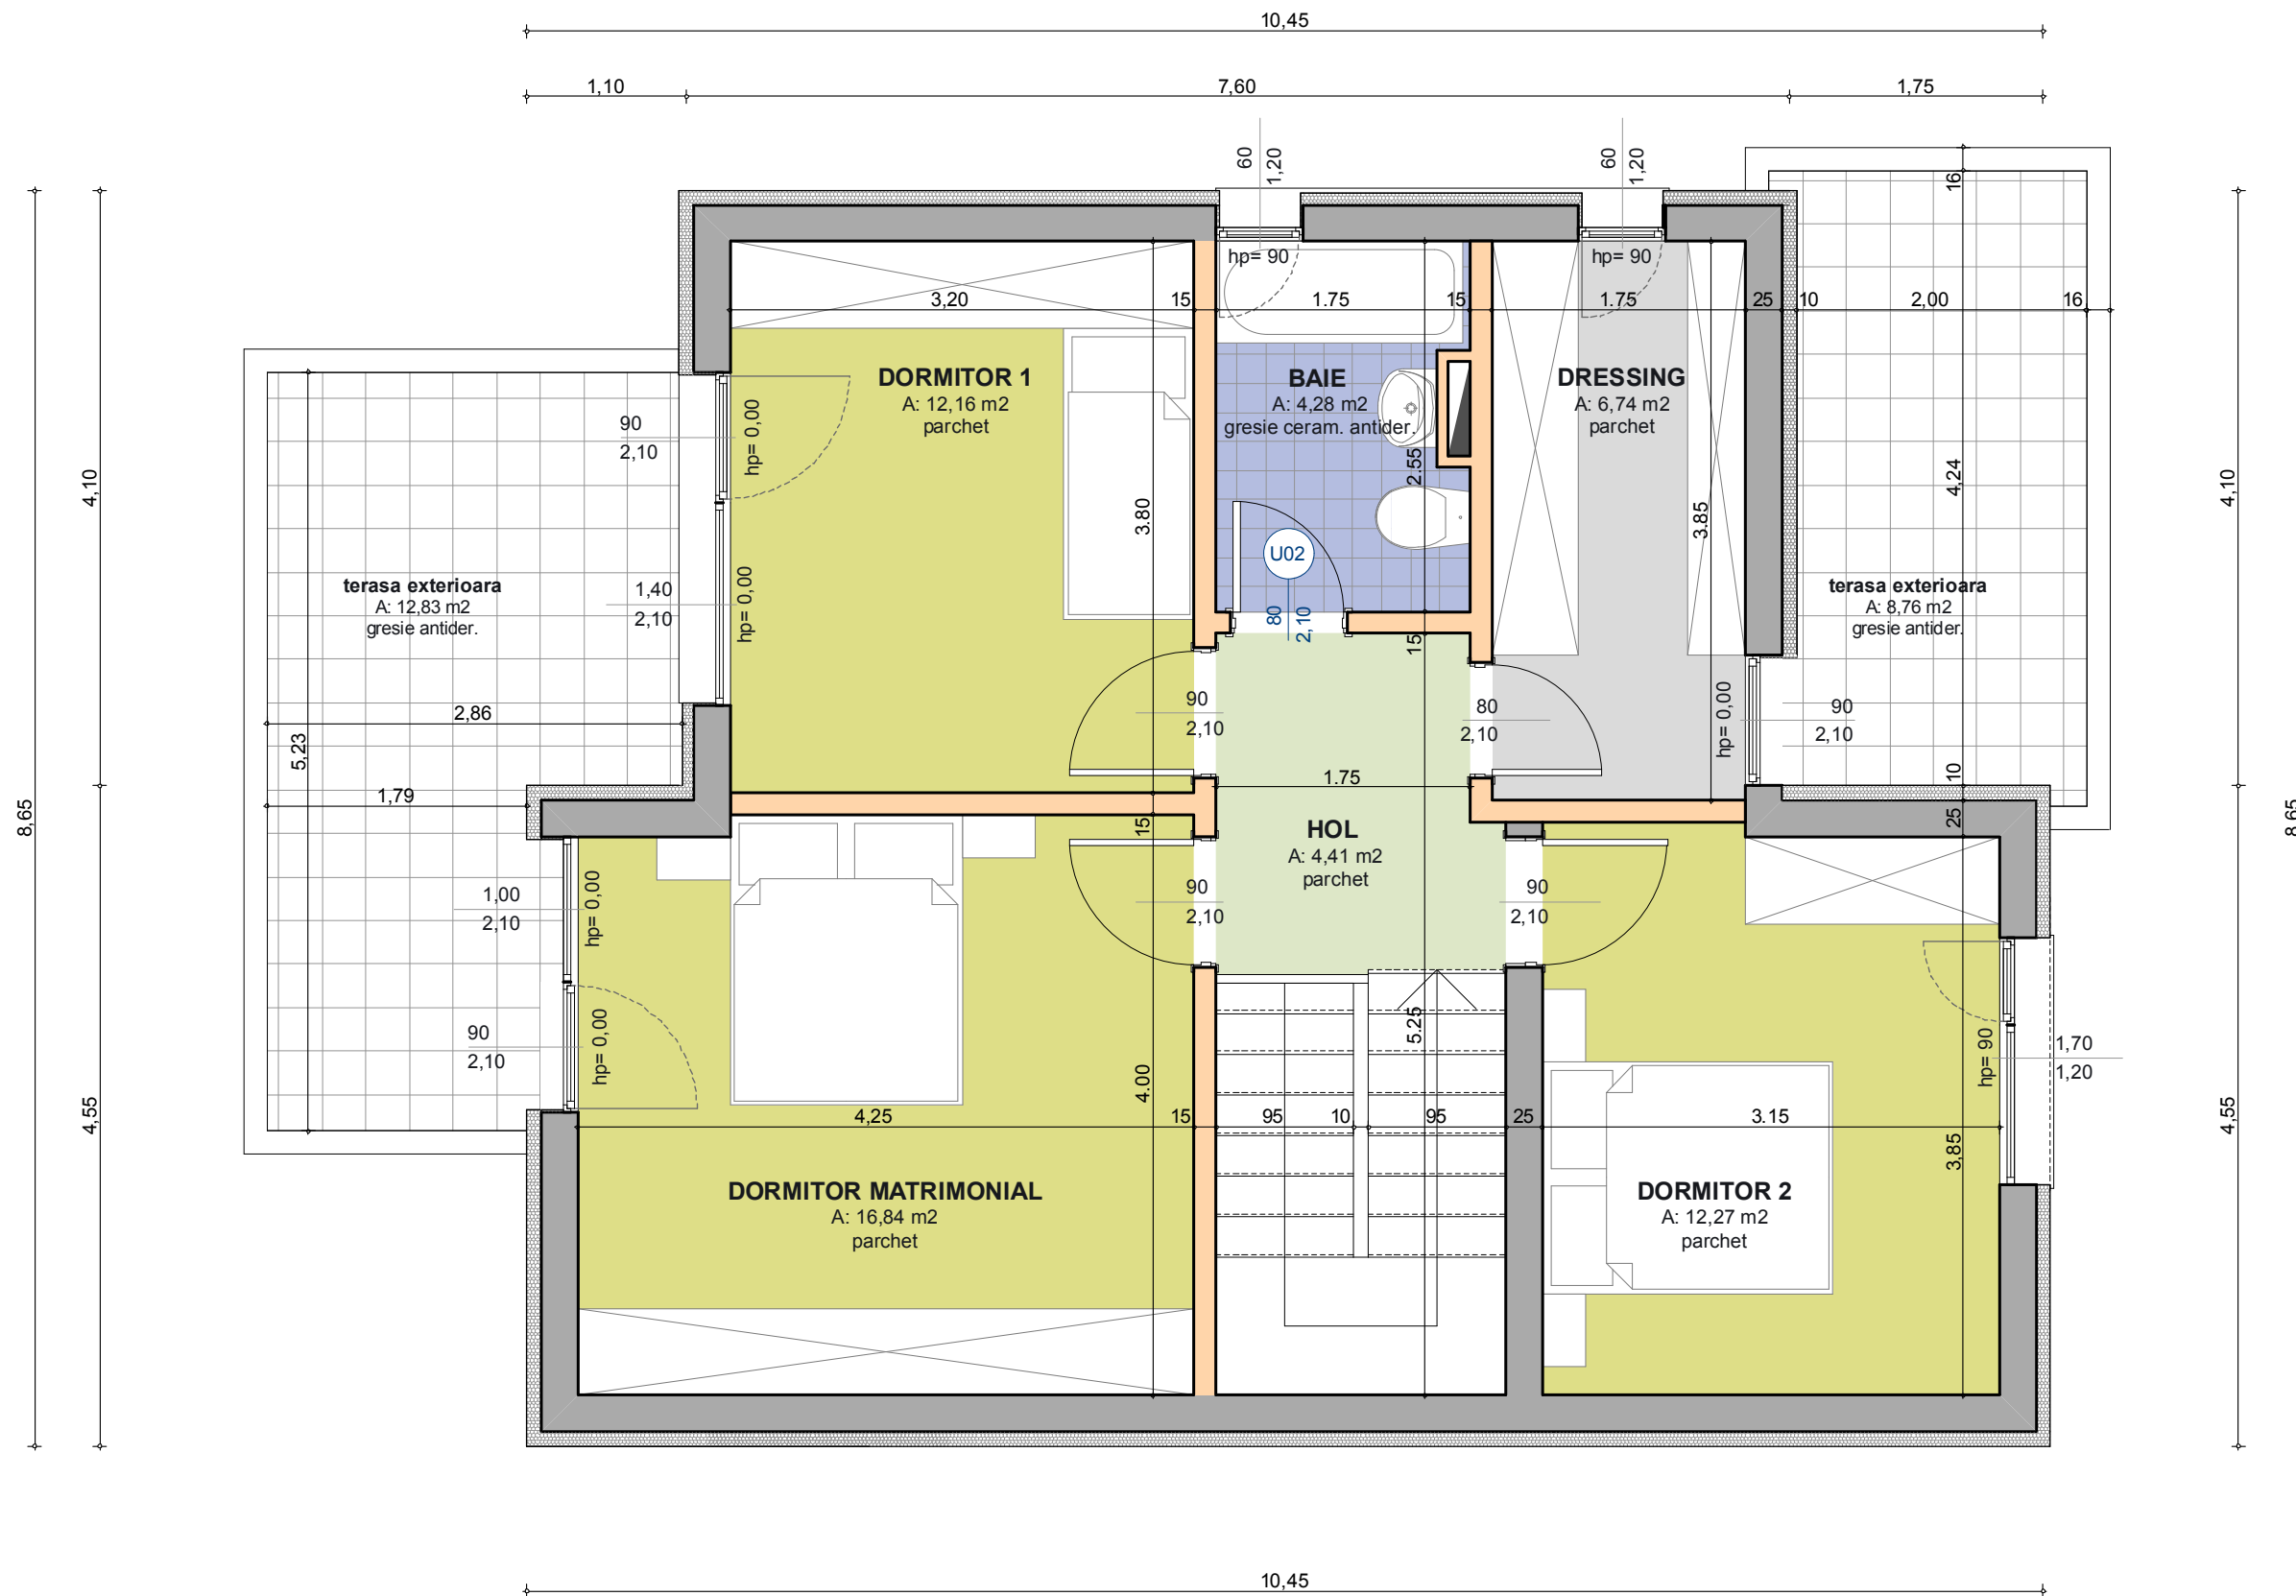 10,45
1,10
7,60
1,75
60
1,20
60
1,20
16
hp= 90
hp= 90
3,20
15
1.75
15
1.75
25
10
2,00
16
DORMITOR 1
A: 12,16 m2
parchet
BAIE
A: 4,28 m2
gresie ceram. antider.
DRESSING
A: 6,74 m2
parchet
90
2,10
hp= 0,00
4,10
3.80
2.55
3.85
4,24
4,10
terasa exterioara
A: 12,83 m2
gresie antider.
1,40
2,10
hp= 0,00
U02
80
2,10
15
terasa exterioara
A: 8,76 m2
gresie antider.
2,86
5,23
90
2,10
80
2,10
hp= 0,00
90
2,10
1,79
1.75
10
8,65
15
HOL
A: 4,41 m2
parchet
25
8,65
1,00
2,10
hp= 0,00
90
2,10
90
2,10
90
2,10
hp= 0,00
5.25
hp= 90
1,70
1,20
4,55
4.00
4,25
15
95
10
95
25
3.15
3,85
4,55
DORMITOR MATRIMONIAL
A: 16,84 m2
parchet
DORMITOR 2
A: 12,27 m2
parchet
10,45